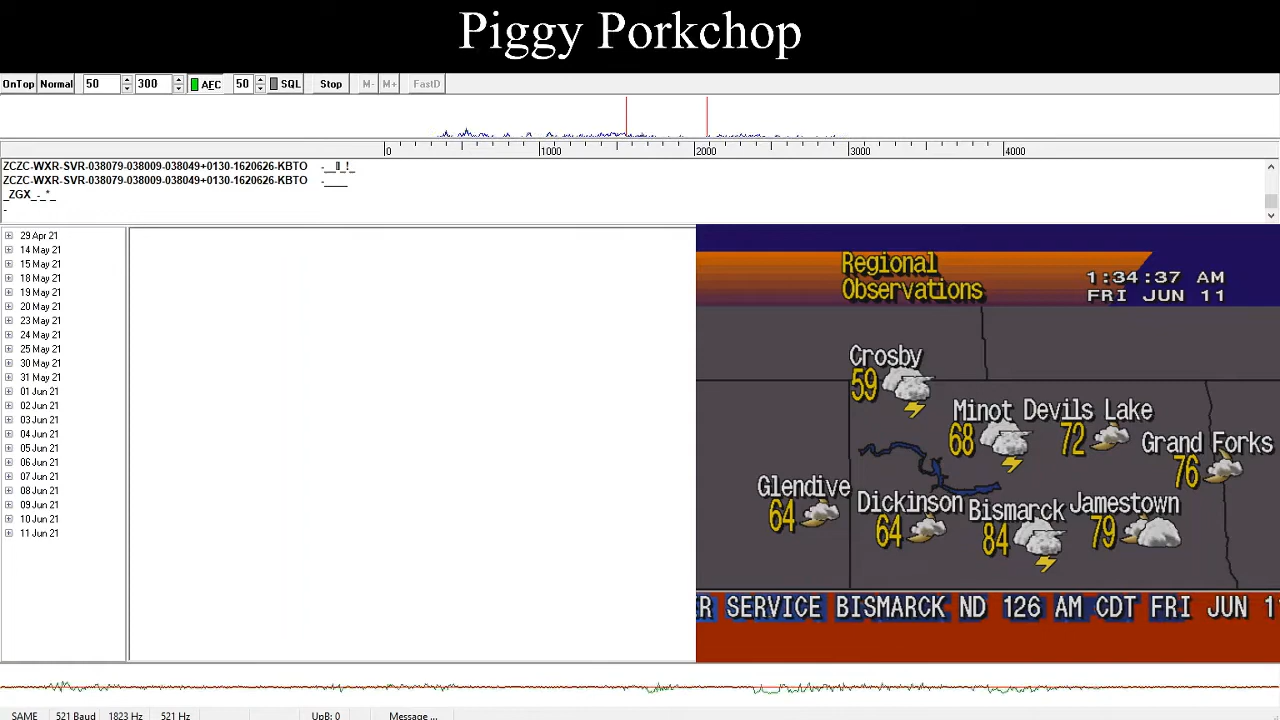 Piggy Porkchop
OnTop Normal 50 300 AFC 50 SQL Stop M- M+ FastD
0 1000 2000 3000 4000
ZCZC-WXR-SVR-038079-038009-038049+0130-1620626-KBTO
ZCZC-WXR-SVR-038079-038009-038049+0130-1620626-KBTO -____
_ZGX_-_*_
-
29 Apr 21
14 May 21
15 May 21
18 May 21
19 May 21
20 May 21
23 May 21
24 May 21
25 May 21
30 May 21
31 May 21
01 Jun 21
02 Jun 21
03 Jun 21
04 Jun 21
05 Jun 21
06 Jun 21
07 Jun 21
08 Jun 21
09 Jun 21
10 Jun 21
11 Jun 21
Regional
Observations
1:34:37 AM
FRI JUN 11
Crosby
59
Minot Devils Lake
68 72
Grand Forks
76
Glendive
64
Dickinson Bismarck Jamestown
64 84 79
ER SERVICE BISMARCK ND 126 AM CDT FRI JUN 1
SAME 521 Baud 1823 Hz 521 Hz UpB: 0 Message ...